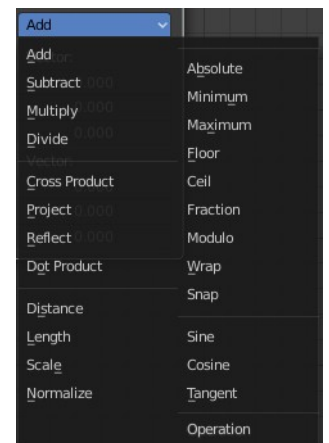 Add
Add
Subtract
Multiply
Divide
Cross Product
Project
Reflect
Dot Product
Distance
Length
Scale
Normalize
Absolute
Minimum
Maximum
Floor
Ceil
Fraction
Modulo
Wrap
Snap
Sine
Cosine
Tangent
Operation